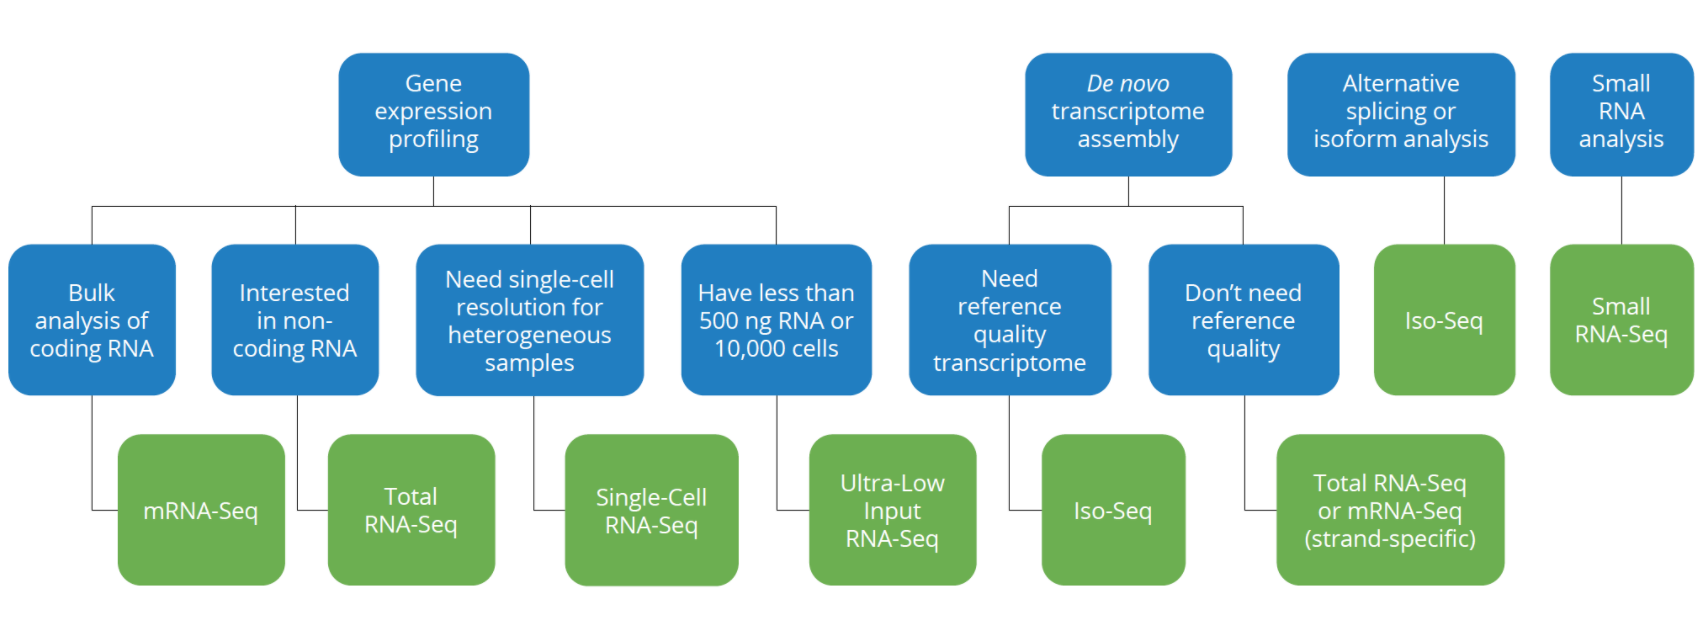 Gene
expression
profiling
De novo
transcriptome
assembly
Alternative
splicing or
isoform analysis
Small
RNA
analysis
Bulk
analysis of
coding RNA
Interested
in non-
coding RNA
Need single-cell
resolution for
heterogeneous
samples
Have less than
500 ng RNA or
10,000 cells
Need
reference
quality
transcriptome
Don’t need
reference
quality
Iso-Seq
Small
RNA-Seq
mRNA-Seq
Total
RNA-Seq
Single-Cell
RNA-Seq
Ultra-Low
Input
RNA-Seq
Iso-Seq
Total RNA-Seq
or mRNA-Seq
(strand-specific)